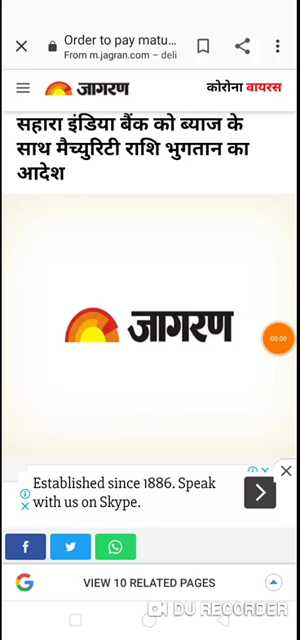 Order to pay matu...
From m.jagran.com – deli
जागरण
कोरोना वायरस
सहारा इंडिया बैंक को ब्याज के
साथ मैच्युरिटी राशि भुगतान का
आदेश
जागरण
00:00
Established since 1886. Speak
with us on Skype.
VIEW 10 RELATED PAGES
DU RECORDER